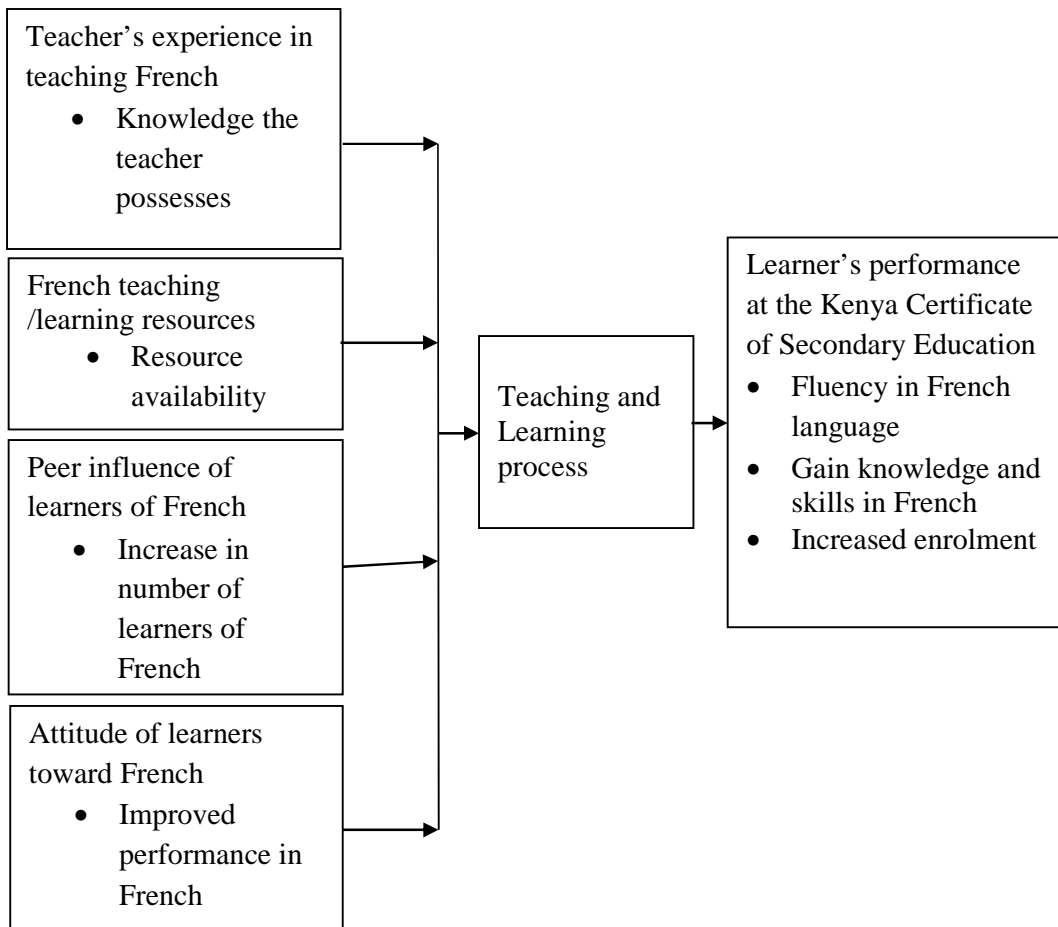 Teacher’s experience in
teaching French
• Knowledge the
teacher
possesses
French teaching
/learning resources
• Resource
availability
Peer influence of
learners of French
• Increase in
number of
learners of
French
Attitude of learners
toward French
• Improved
performance in
French
Teaching and
Learning
process
Learner’s performance
at the Kenya Certificate
of Secondary Education
• Fluency in French
language
• Gain knowledge and
skills in French
• Increased enrolment